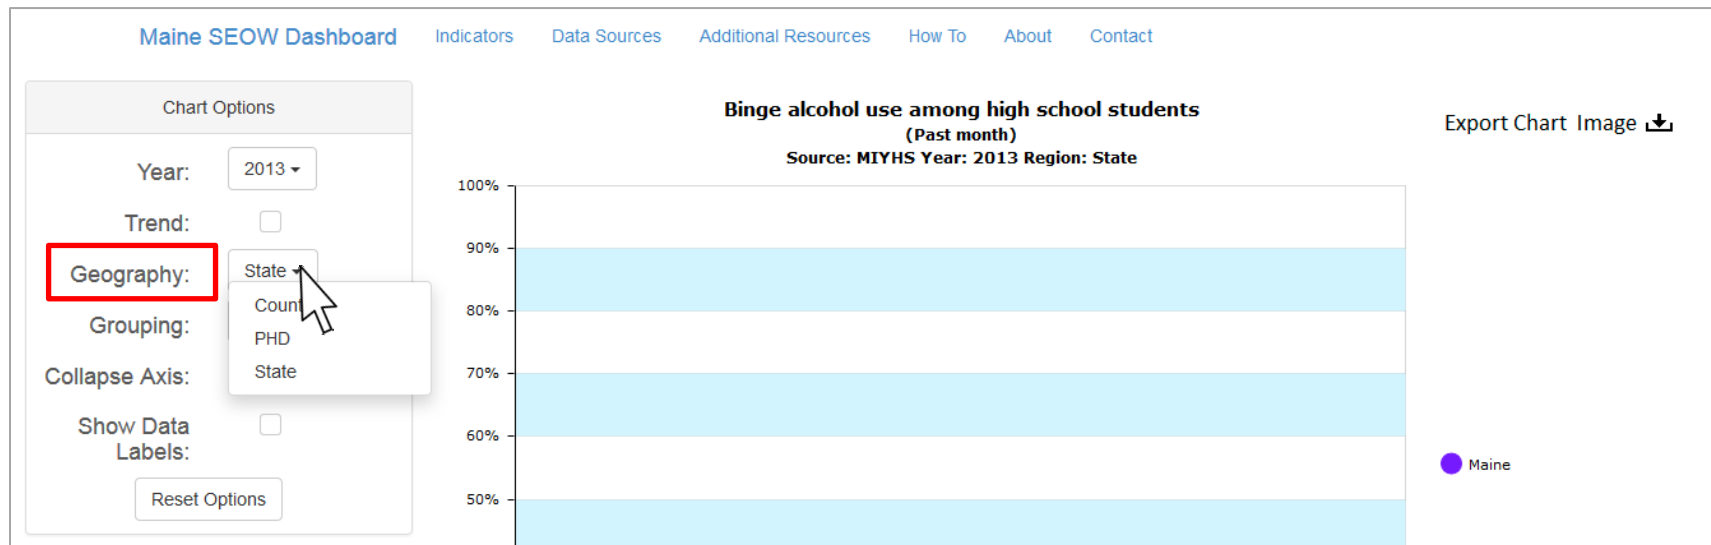 Maine SEOW Dashboard Indicators Data Sources Additional Resources How To About Contact
Chart Options
Year: 2013
Trend:
Geography: State
Count
PHD
State
Grouping:
Collapse Axis:
Show Data
Labels:
Reset Options
Binge alcohol use among high school students
(Past month)
Source: MIYHS Year: 2013 Region: State
Export Chart Image
100%
90%
80%
70%
60%
50%
Maine